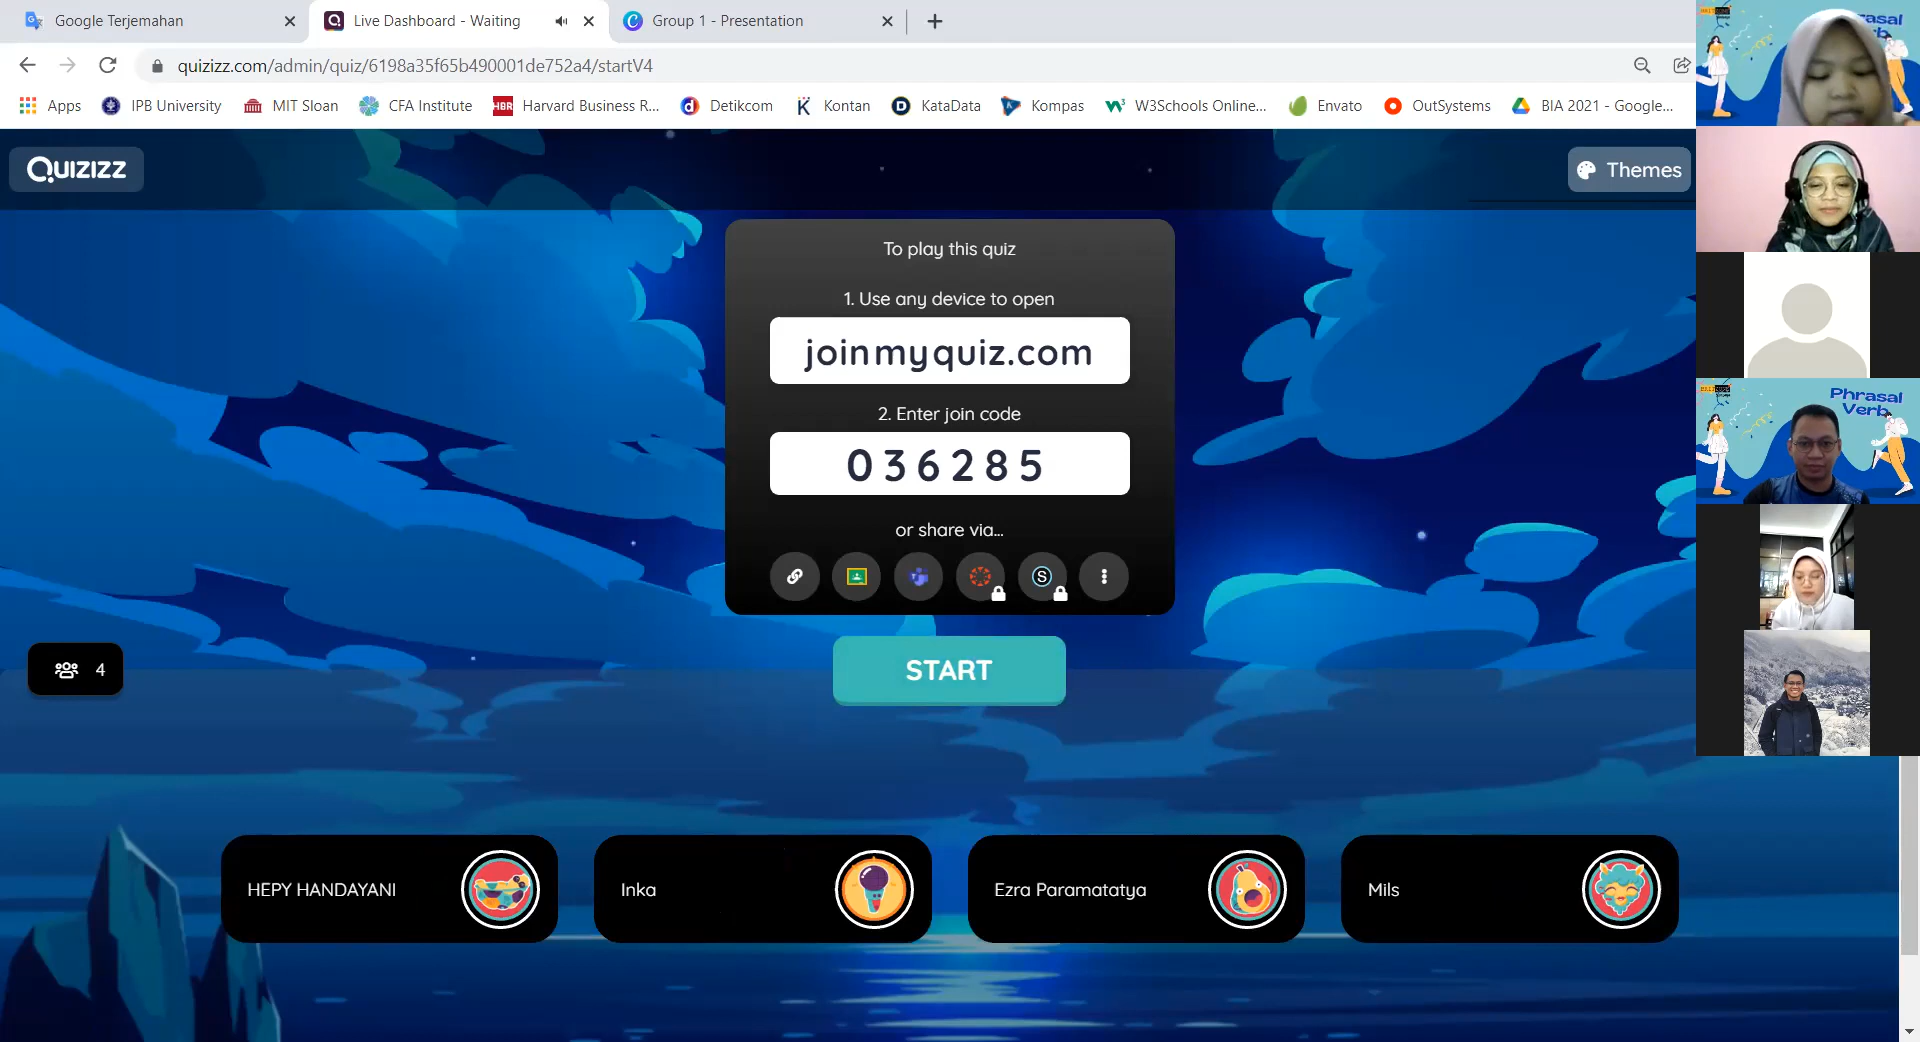 Google Terjemahan
Live Dashboard - Waiting
Group 1 - Presentation
quizizz.com/admin/quiz/6198a35f65b490001de752a4/startV4
Apps
IPB University
MIT Sloan
CFA Institute
HBR Harvard Business R...
Detikcom
Kontan
KataData
Kompas
W3Schools Online...
Envato
OutSystems
BIA 2021 - Google...
Quizizz
Themes
To play this quiz
1. Use any device to open
joinmyquiz.com
2. Enter join code
036285
or share via...
START
4
HEPY HANDAYANI
Inka
Ezra Paramatatya
Mils
Phrasal
Verb